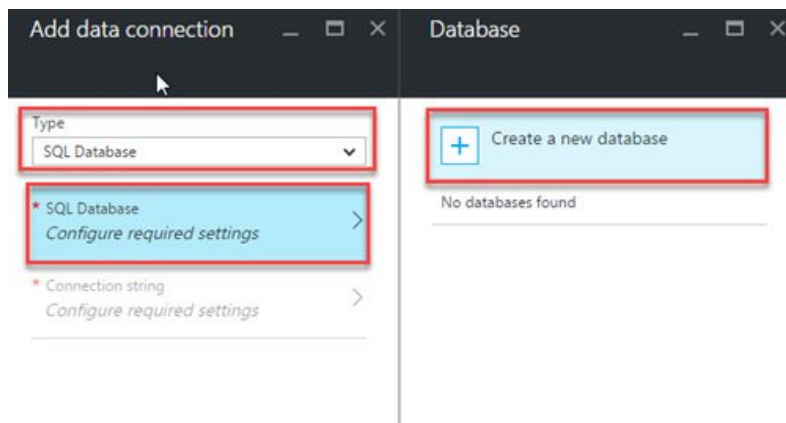 Add data connection
Type
SQL Database
* SQL Database
Configure required settings
* Connection string
Configure required settings
Database
Create a new database
No databases found